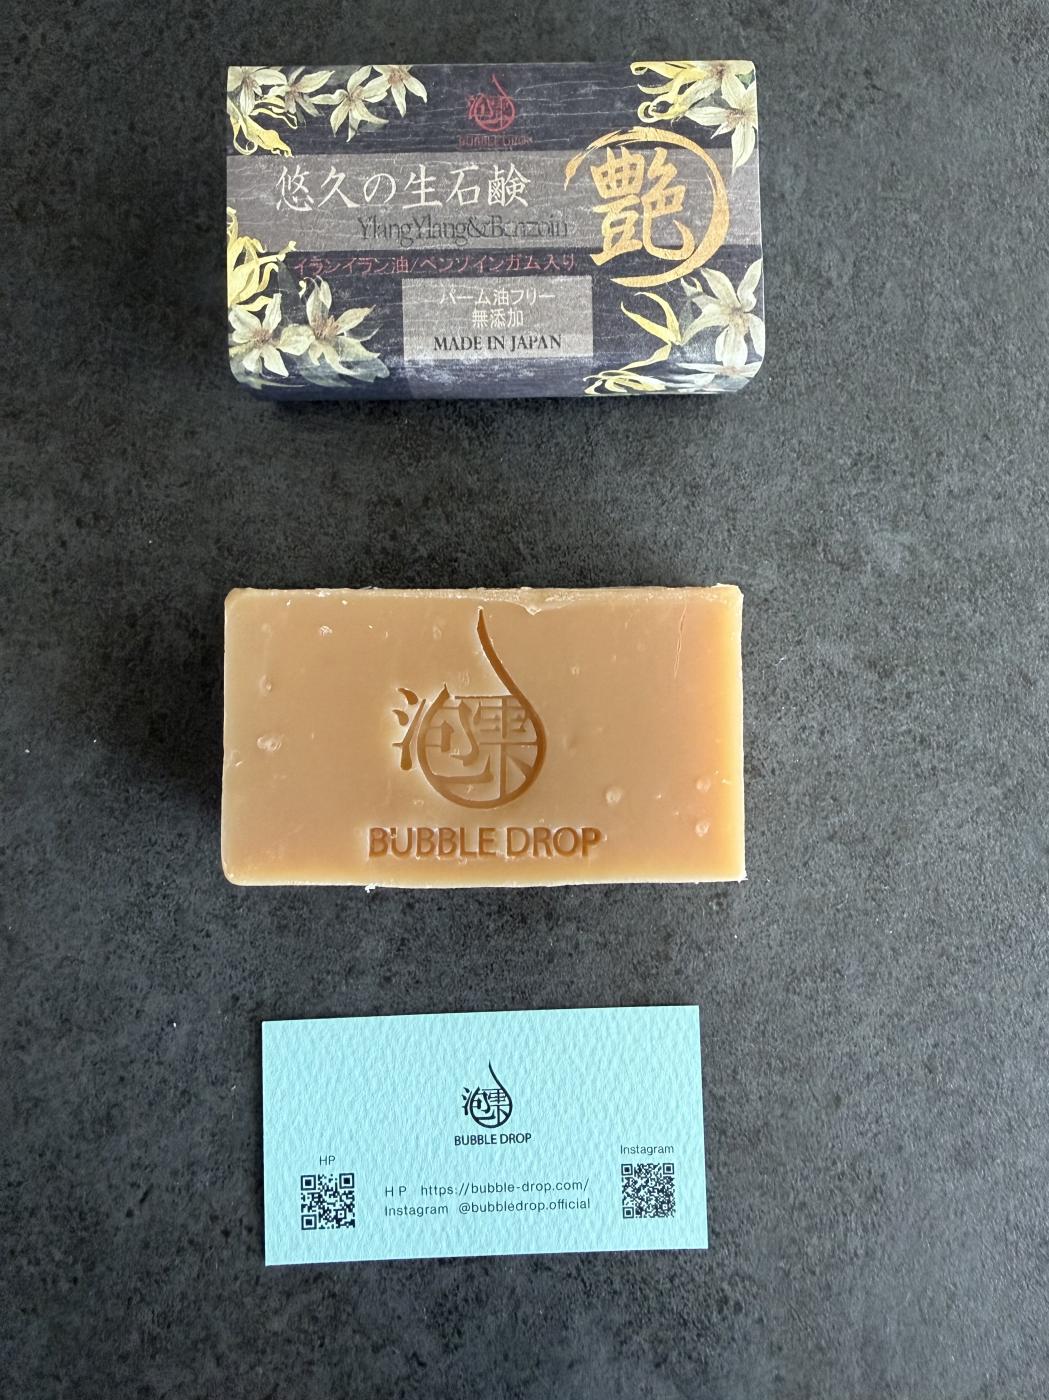 泡雫
BUBBLE DROP
悠久の生石鹸
艶
YlangYlang&Benzoin
イランイラン油/ベンゾインガム入り
パーム油フリー
無添加
MADE IN JAPAN
泡雫
BUBBLE DROP
泡雫
BUBBLE DROP
HP
Instagram
HP https://bubble-drop.com/
Instagram @bubbledrop.official